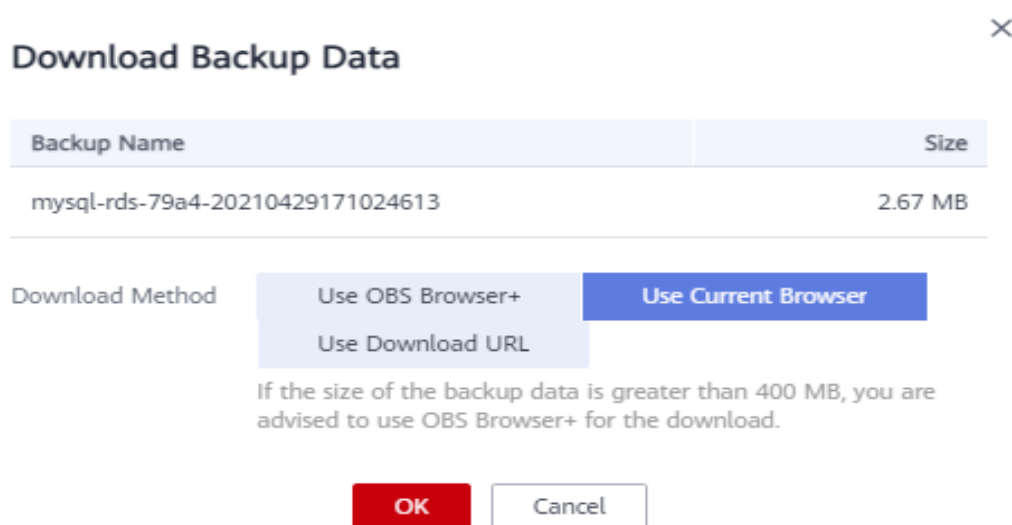 Download Backup Data
Backup Name Size
mysql-rds-79a4-20210429171024613 2.67 MB
Download Method Use OBS Browser+ Use Current Browser
Use Download URL
If the size of the backup data is greater than 400 MB, you are
advised to use OBS Browser+ for the download.
OK Cancel